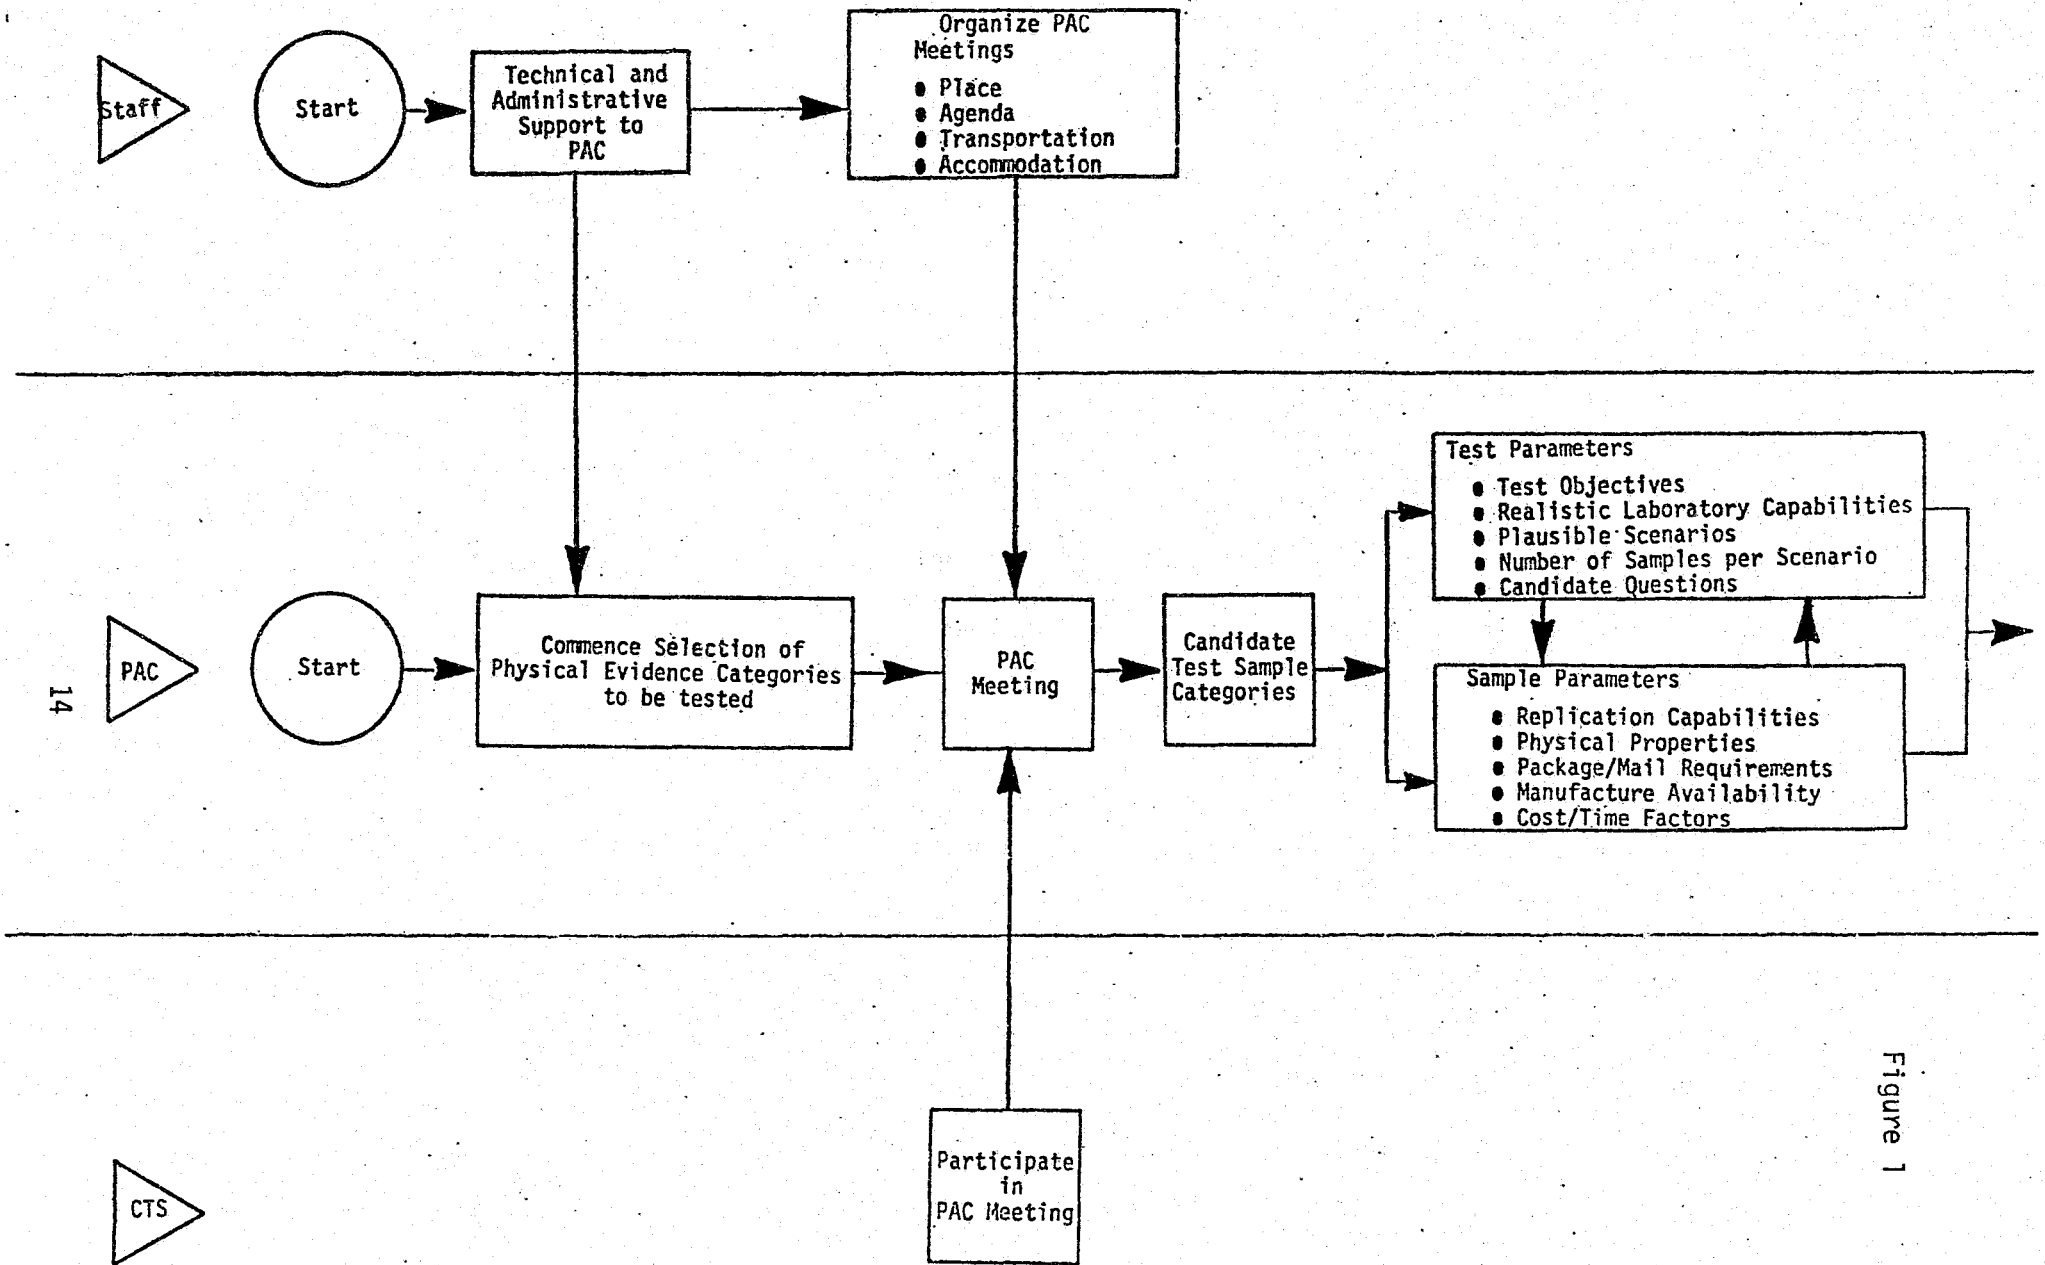 Staff
Start
Technical and
Administrative
Support to
PAC
Organize PAC
Meetings
● Place
● Agenda
● Transportation
● Accommodation
PAC
Start
Commence Selection of
Physical Evidence Categories
to be tested
PAC
Meeting
Candidate
Test Sample
Categories
Test Parameters
● Test Objectives
● Realistic Laboratory Capabilities
● Plausible Scenarios
● Number of Samples per Scenario
● Candidate Questions
Sample Parameters
● Replication Capabilities
● Physical Properties
● Package/Mail Requirements
● Manufacture Availability
● Cost/Time Factors
14
CTS
Participate
in
PAC Meeting
Figure 1